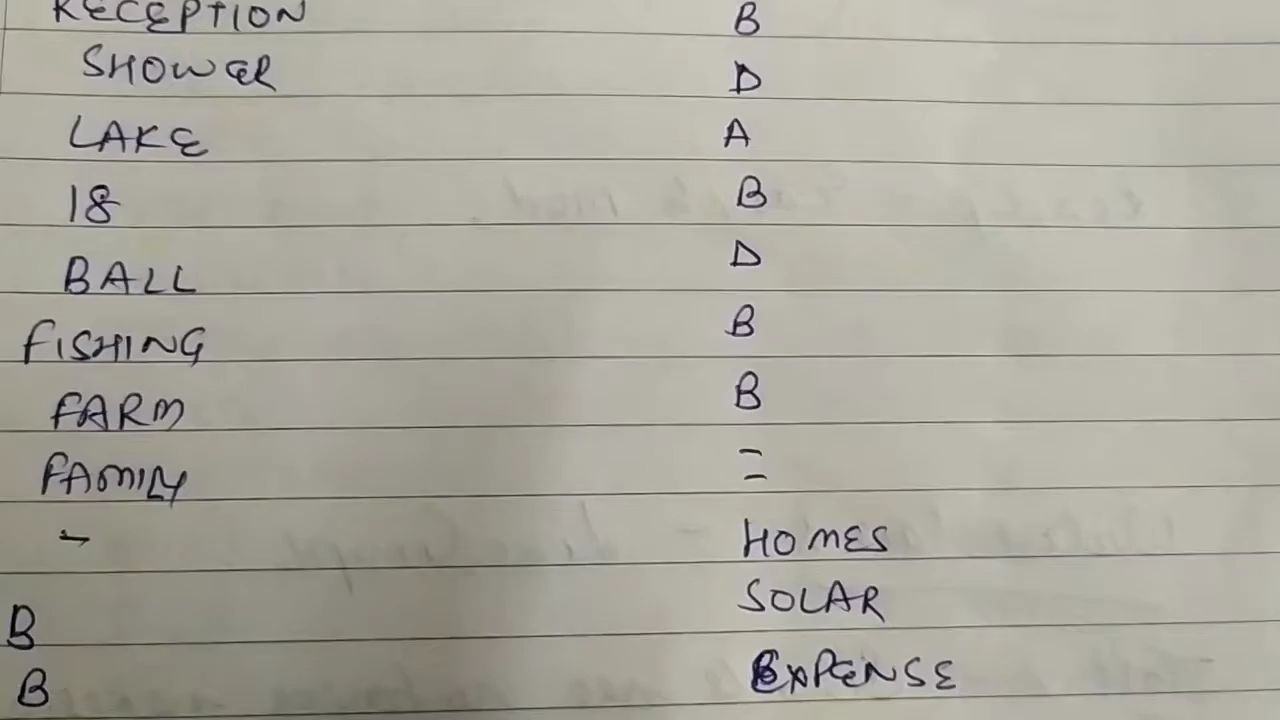 RECEPTION B
SHOWER D
LAKE A
18 B
BALL D
FISHING B
FARM B
FAMILY =
- HOMES
B SOLAR
B EXPENSE